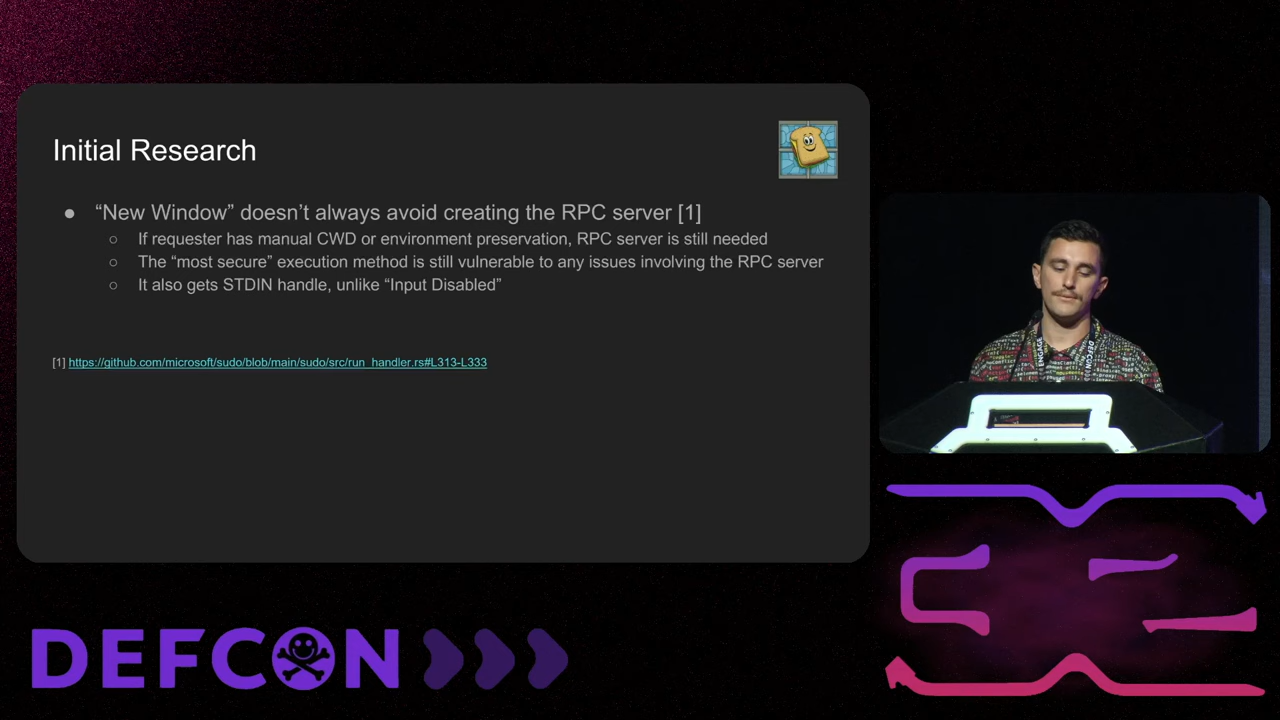 Initial Research
● “New Window” doesn’t always avoid creating the RPC server [1]
○ If requester has manual CWD or environment preservation, RPC server is still needed
○ The “most secure” execution method is still vulnerable to any issues involving the RPC server
○ It also gets STDIN handle, unlike “Input Disabled”
[1] https://github.com/microsoft/sudo/blob/main/sudo/src/run_handler.rs#L313-L333
ENGAGE
DEFCON
DEFCON